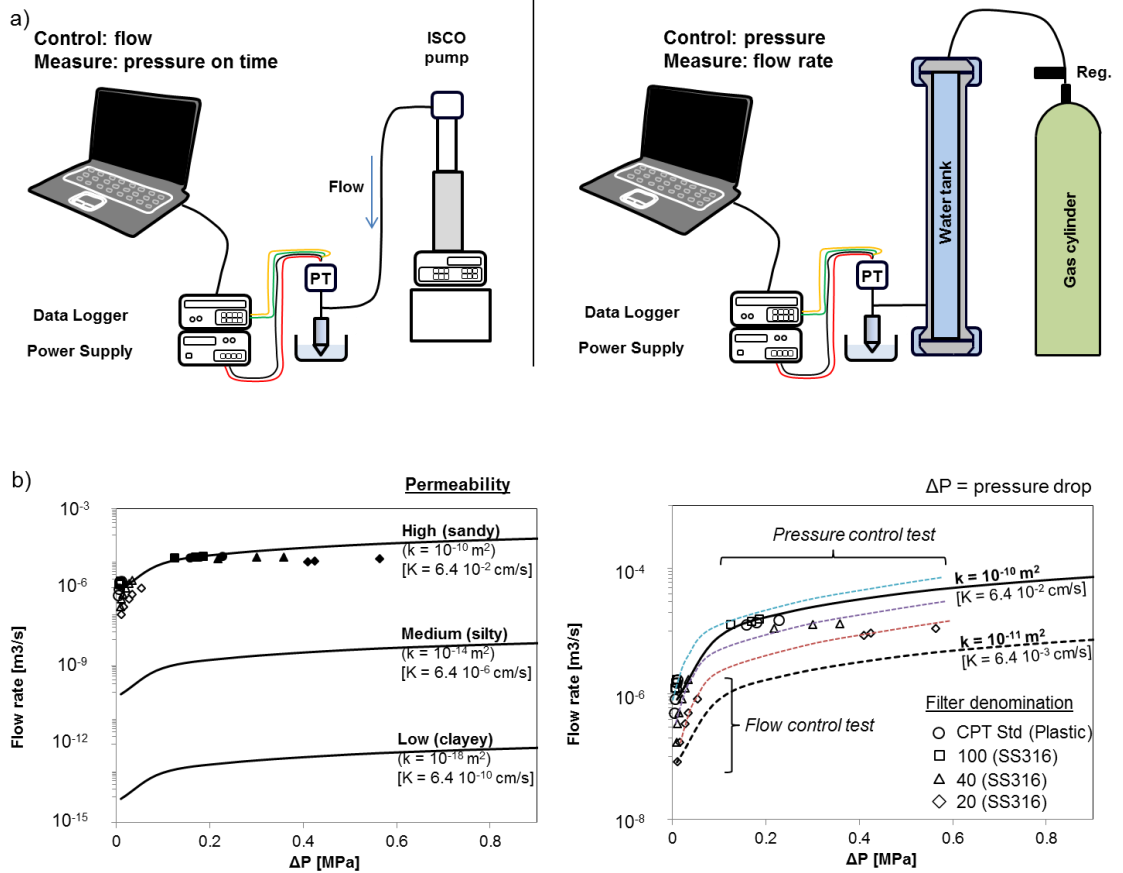 a)
Control: flow
Measure: pressure on time
ISCO
pump
Flow
PT
Data Logger
Power Supply
Control: pressure
Measure: flow rate
Reg.
Water tank
Gas cylinder
PT
Data Logger
Power Supply
b)
Permeability
High (sandy)
(k = 10-10 m2)
[K = 6.4 10-2 cm/s]
Medium (silty)
(k = 10-14 m2)
[K = 6.4 10-6 cm/s]
Low (clayey)
(k = 10-18 m2)
[K = 6.4 10-10 cm/s]
Flow rate [m3/s]
10-3
10-6
10-9
10-12
10-15
0
0.2
0.4
0.6
0.8
ΔP [MPa]
ΔP = pressure drop
Pressure control test
k = 10-10 m2
[K = 6.4 10-2 cm/s]
k = 10-11 m2
[K = 6.4 10-3 cm/s]
Flow control test
Filter denomination
CPT Std (Plastic)
100 (SS316)
40 (SS316)
20 (SS316)
Flow rate [m3/s]
10-4
10-6
10-8
0
0.2
0.4
0.6
0.8
ΔP [MPa]